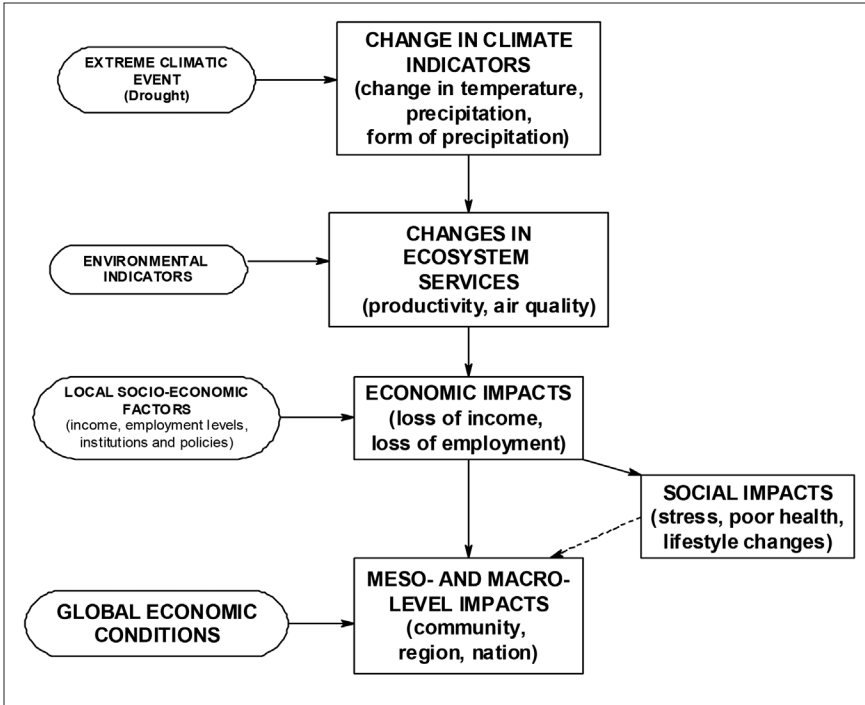 EXTREME CLIMATIC
EVENT
(Drought)
CHANGE IN CLIMATE
INDICATORS
(change in temperature,
precipitation,
form of precipitation)
ENVIRONMENTAL
INDICATORS
CHANGES IN
ECOSYSTEM
SERVICES
(productivity, air quality)
LOCAL SOCIO-ECONOMIC
FACTORS
(income, employment levels,
institutions and policies)
ECONOMIC IMPACTS
(loss of income,
loss of employment)
SOCIAL IMPACTS
(stress, poor health,
lifestyle changes)
GLOBAL ECONOMIC
CONDITIONS
MESO- AND MACRO-
LEVEL IMPACTS
(community,
region, nation)